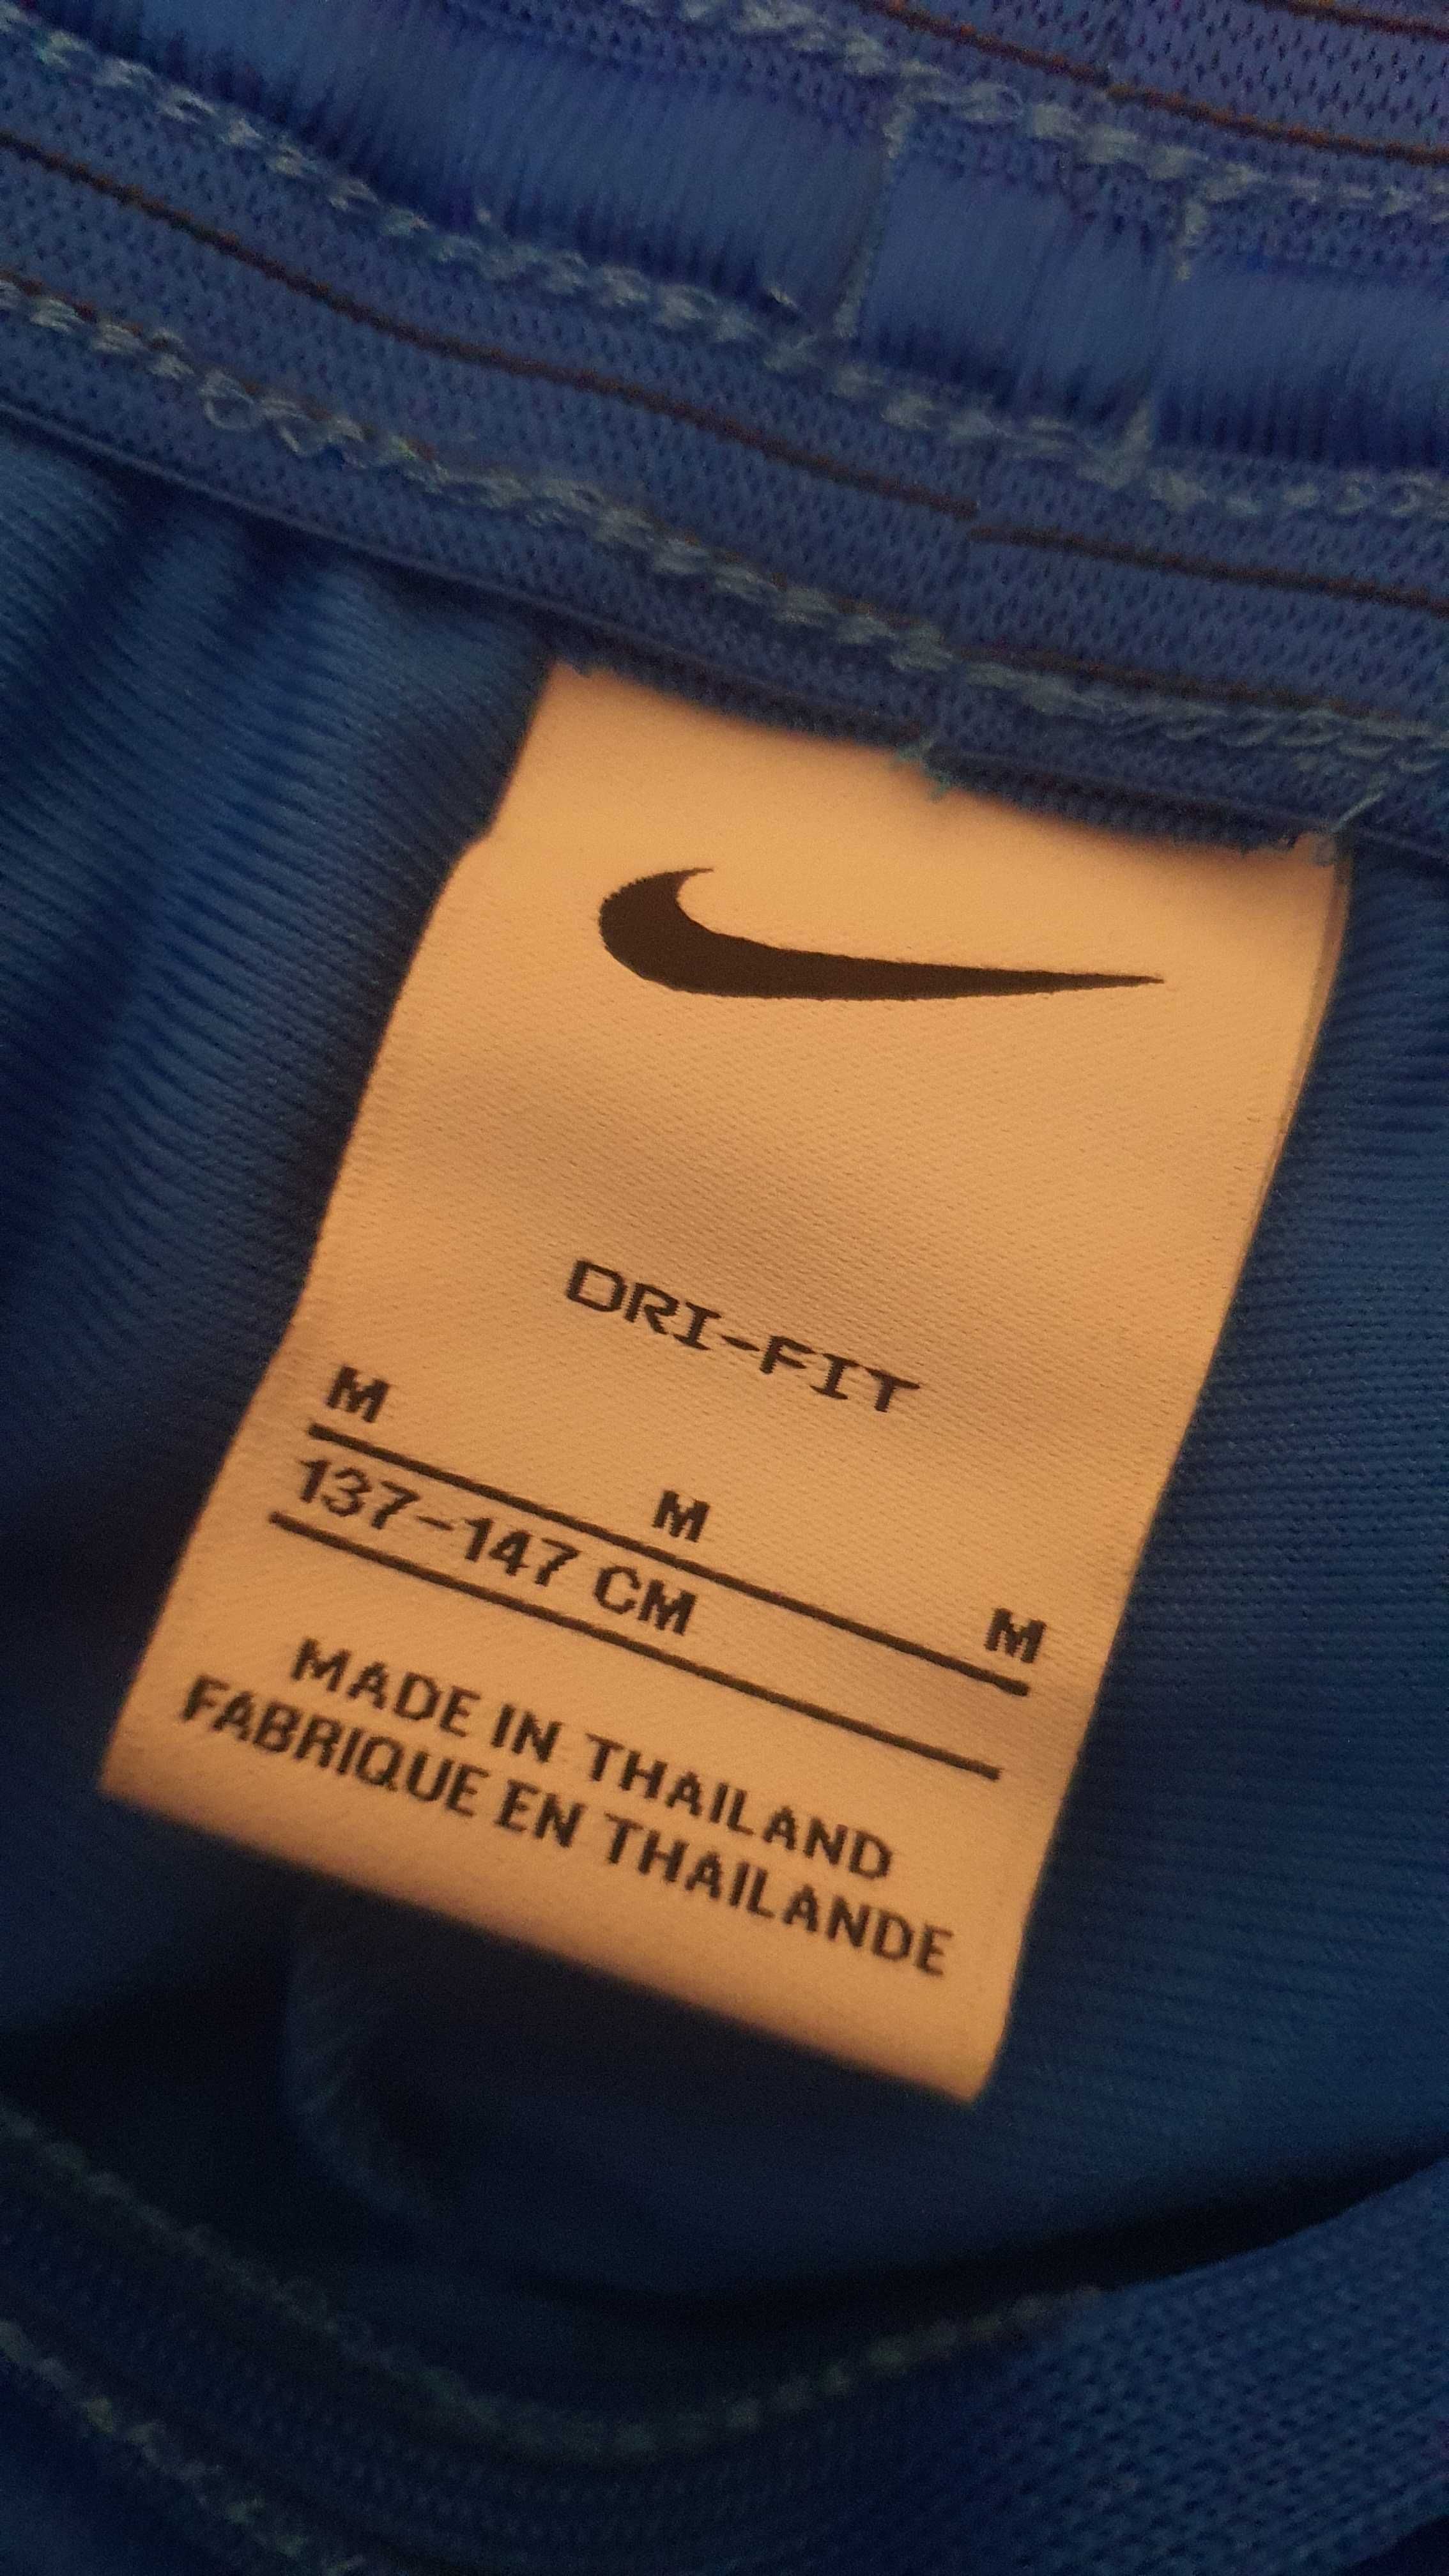 DRI-FIT
M M M
137-147 CM
MADE IN THAILAND
FABRIQUE EN THAILANDE